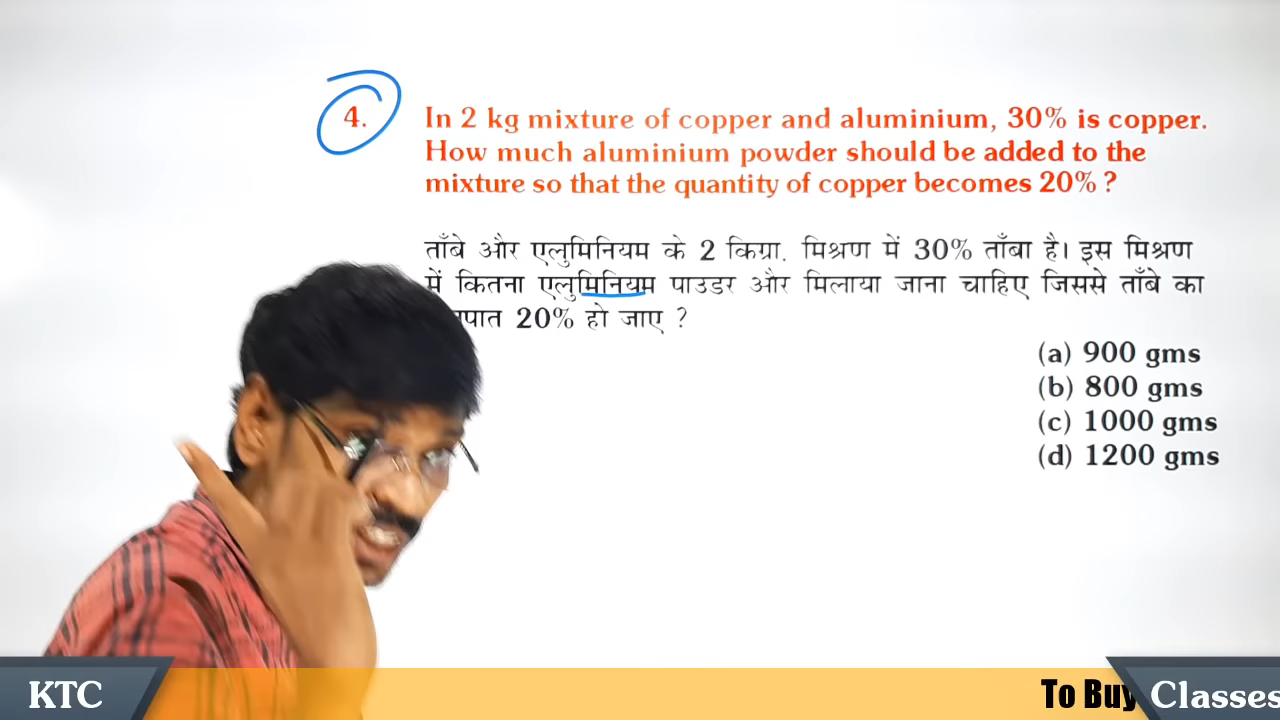 4. In 2 kg mixture of copper and aluminium, 30% is copper.
How much aluminium powder should be added to the
mixture so that the quantity of copper becomes 20% ?
ताँबे और एलुमिनियम के 2 किग्रा. मिश्रण में 30% ताँबा है। इस मिश्रण
में कितना एलुमिनियम पाउडर और मिलाया जाना चाहिए जिससे ताँबे का
20% हो जाए ?
(a) 900 gms
(b) 800 gms
(c) 1000 gms
(d) 1200 gms
KTC
To Buy
Classes